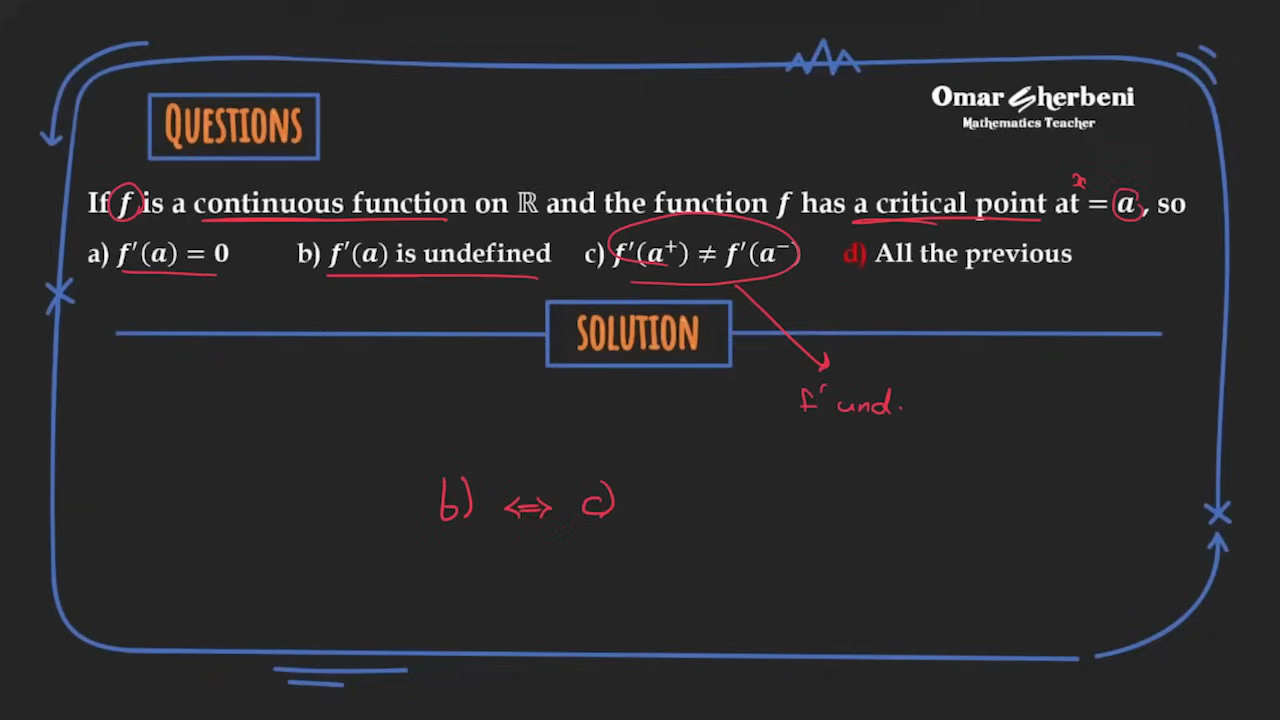 QUESTIONS
Omar Sherbeni
Mathematics Teacher
x
If f is a continuous function on ℝ and the function f has a critical point at = a, so
a) f′(a) = 0 b) f′(a) is undefined c) f′(a⁺) ≠ f′(a⁻) d) All the previous
SOLUTION
f′ und.
b) ⇔ c)